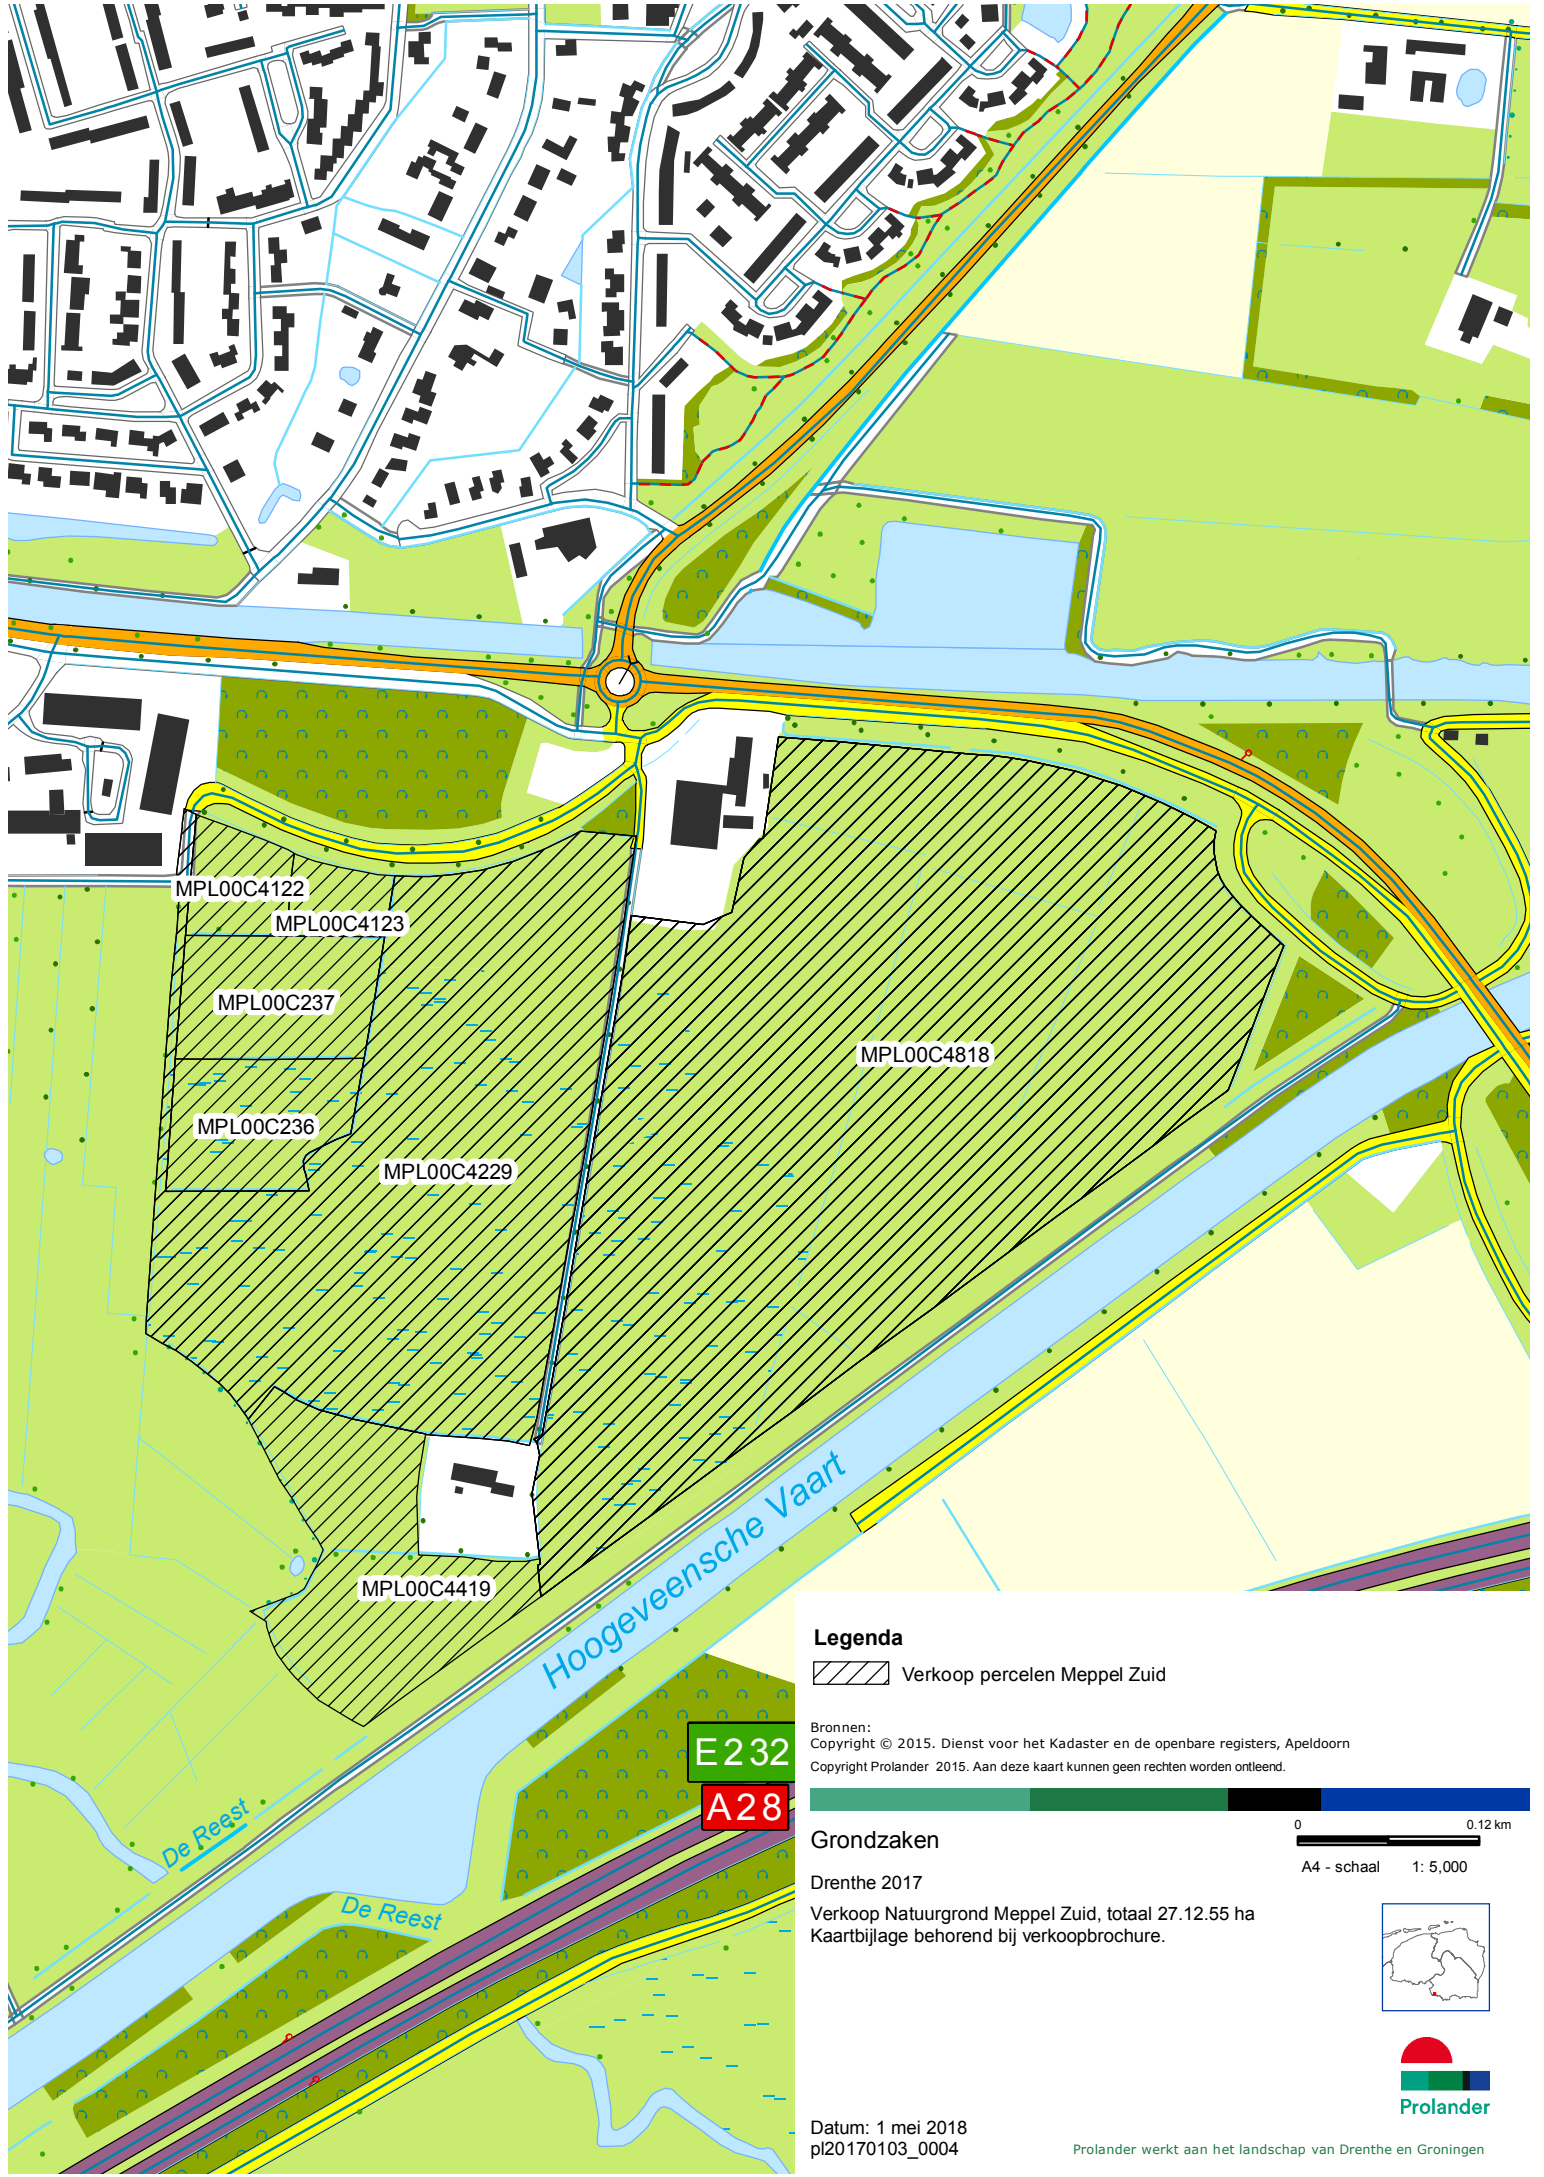 MPL00C4122
MPL00C4123
MPL00C237
MPL00C4818
MPL00C236
MPL00C4229
MPL00C4419
Hoogeveensche Vaart
De Reest
De Reest
E 232
A 28
Legenda
Verkoop percelen Meppel Zuid
Bronnen:
Copyright © 2015. Dienst voor het Kadaster en de openbare registers, Apeldoorn
Copyright Prolander 2015. Aan deze kaart kunnen geen rechten worden ontleend.
Grondzaken
0 0.12 km
A4 - schaal 1: 5,000
Drenthe 2017
Verkoop Natuurgrond Meppel Zuid, totaal 27.12.55 ha
Kaartbijlage behorend bij verkoopbrochure.
Prolander
Datum: 1 mei 2018
pl20170103_0004
Prolander werkt aan het landschap van Drenthe en Groningen